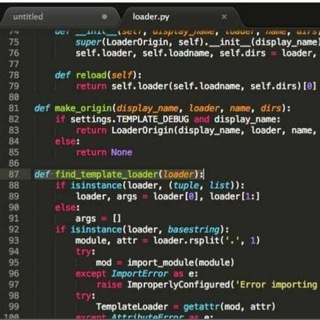 untitled
loader.py x
74 def __init__(self, display_name, loader, name, dirs):
75 super(LoaderOrigin, self).__init__(display_name)
76 self.loader, self.loadname, self.dirs = loader,
77
78 def reload(self):
79 return self.loader(self.loadname, self.dirs)[0]
80
81 def make_origin(display_name, loader, name, dirs):
82 if settings.TEMPLATE_DEBUG and display_name:
83 return LoaderOrigin(display_name, loader, name,
84 else:
85 return None
86
87 def find_template_loader(loader):
88 if isinstance(loader, (tuple, list)):
89 loader, args = loader[0], loader[1:]
90 else:
91 args = []
92 if isinstance(loader, basestring):
93 module, attr = loader.rsplit('.', 1)
94 try:
95 mod = import_module(module)
96 except ImportError as e:
97 raise ImproperlyConfigured('Error importing
98 try:
99 TemplateLoader = getattr(mod, attr)
100 except AttributeError as e: